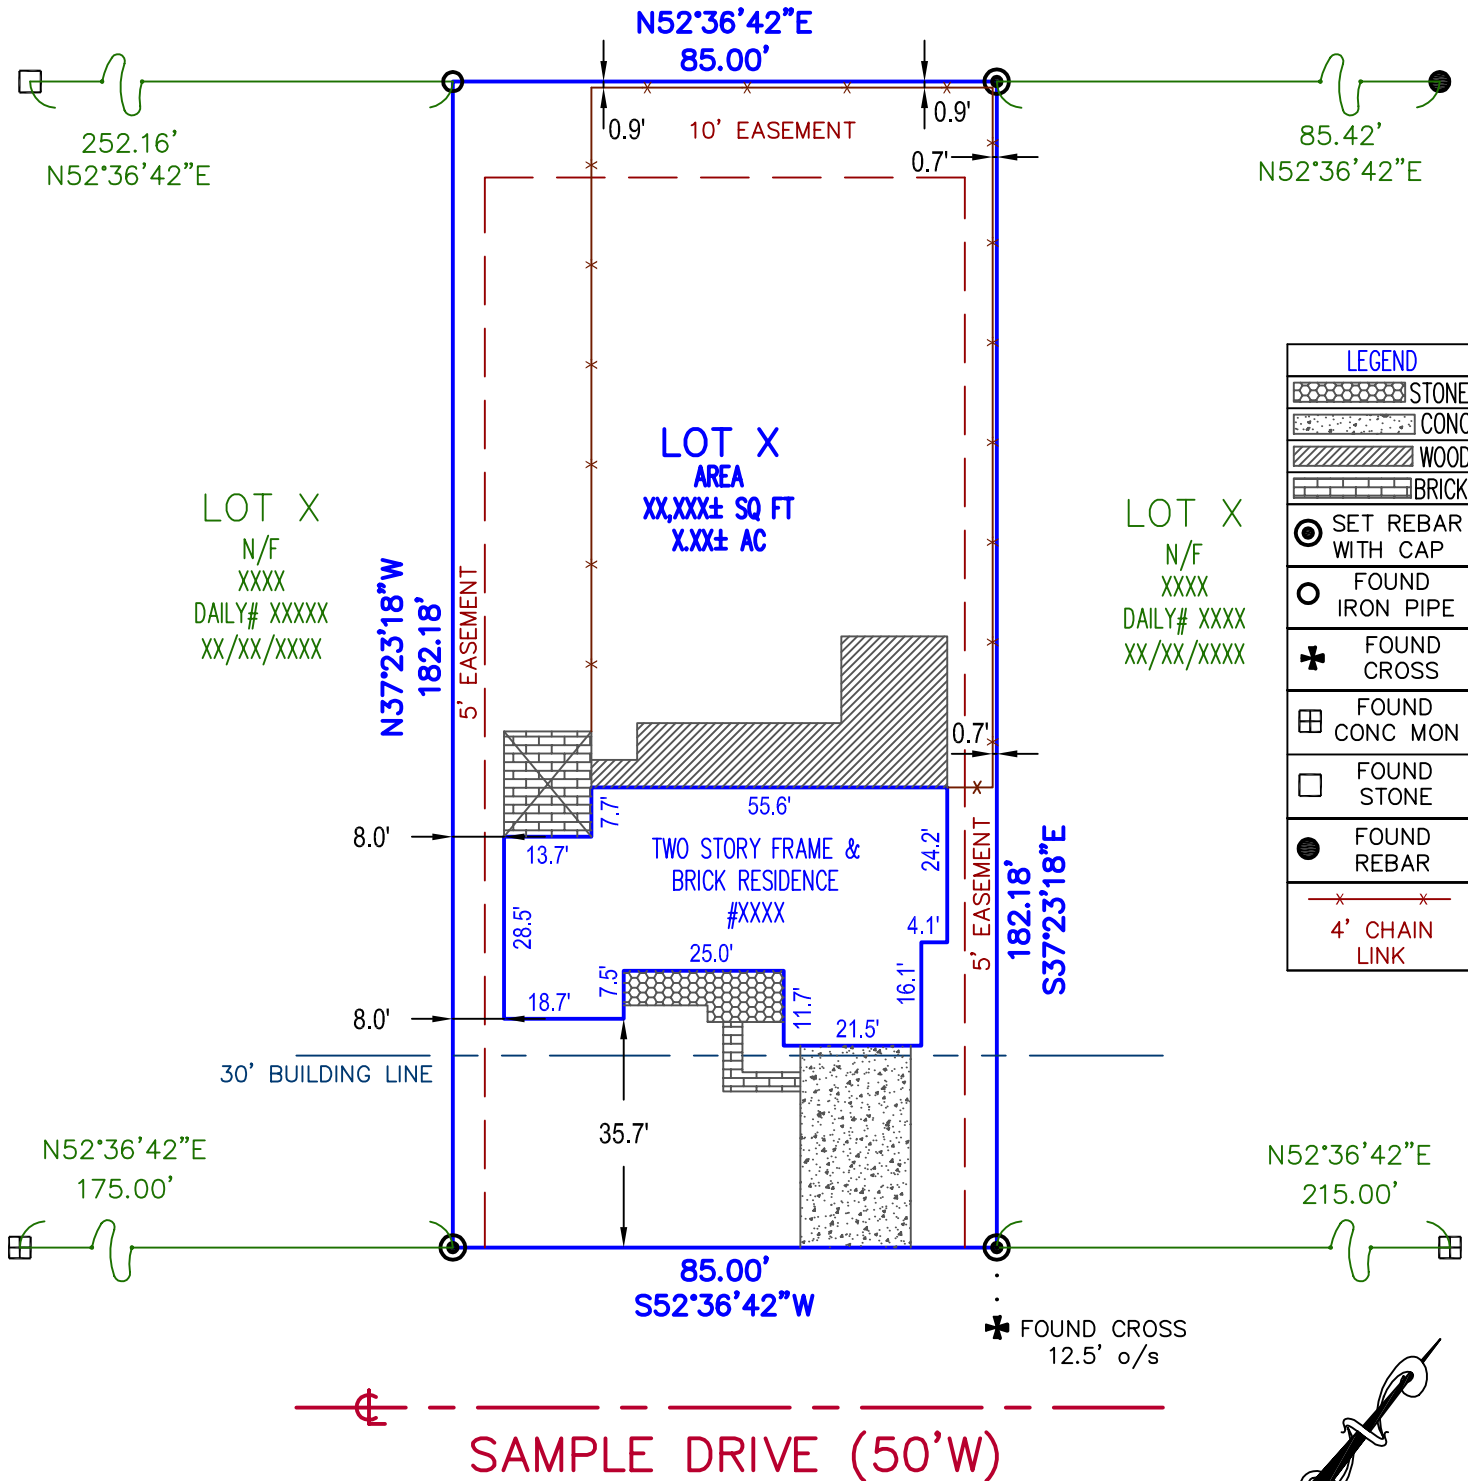 N52°36'42"E
85.00'
252.16'
N52°36'42"E
0.9'
10' EASEMENT
0.9'
0.7'
85.42'
N52°36'42"E
LOT X
AREA
XX,XXX± SQ FT
X.XX± AC
LOT X
N/F
XXXX
DAILY# XXXXX
XX/XX/XXXX
N37°23'18"W
182.18'
5' EASEMENT
LOT X
N/F
XXXX
DAILY# XXXX
XX/XX/XXXX
LEGEND
STONE
CONC
WOOD
BRICK
SET REBAR
WITH CAP
FOUND
IRON PIPE
FOUND
CROSS
FOUND
CONC MON
FOUND
STONE
FOUND
REBAR
4' CHAIN
LINK
0.7'
55.6'
7.7'
8.0'
13.7'
TWO STORY FRAME &
BRICK RESIDENCE
#XXXX
24.2'
4.1'
28.5'
25.0'
7.5'
18.7'
11.7'
16.1'
21.5'
8.0'
5' EASEMENT
182.18'
S37°23'18"E
30' BUILDING LINE
35.7'
N52°36'42"E
175.00'
N52°36'42"E
215.00'
85.00'
S52°36'42"W
FOUND CROSS
12.5' o/s
SAMPLE DRIVE (50'W)